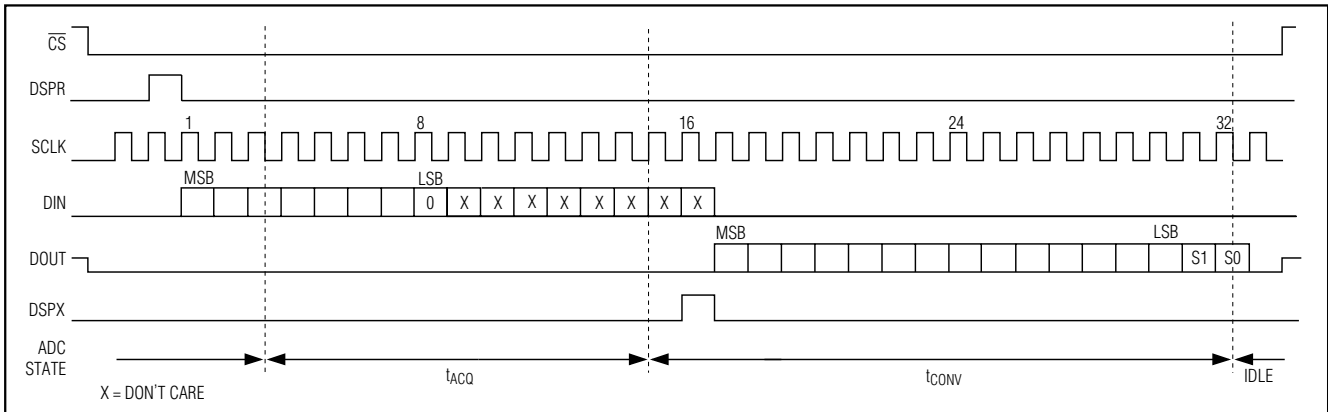 CS
DSPR
1 8 16 24 32
SCLK
MSB LSB
DIN 0 X X X X X X X X
MSB LSB
DOUT S1 S0
DSPX
ADC
STATE
tACQ tCONV IDLE
X = DON'T CARE